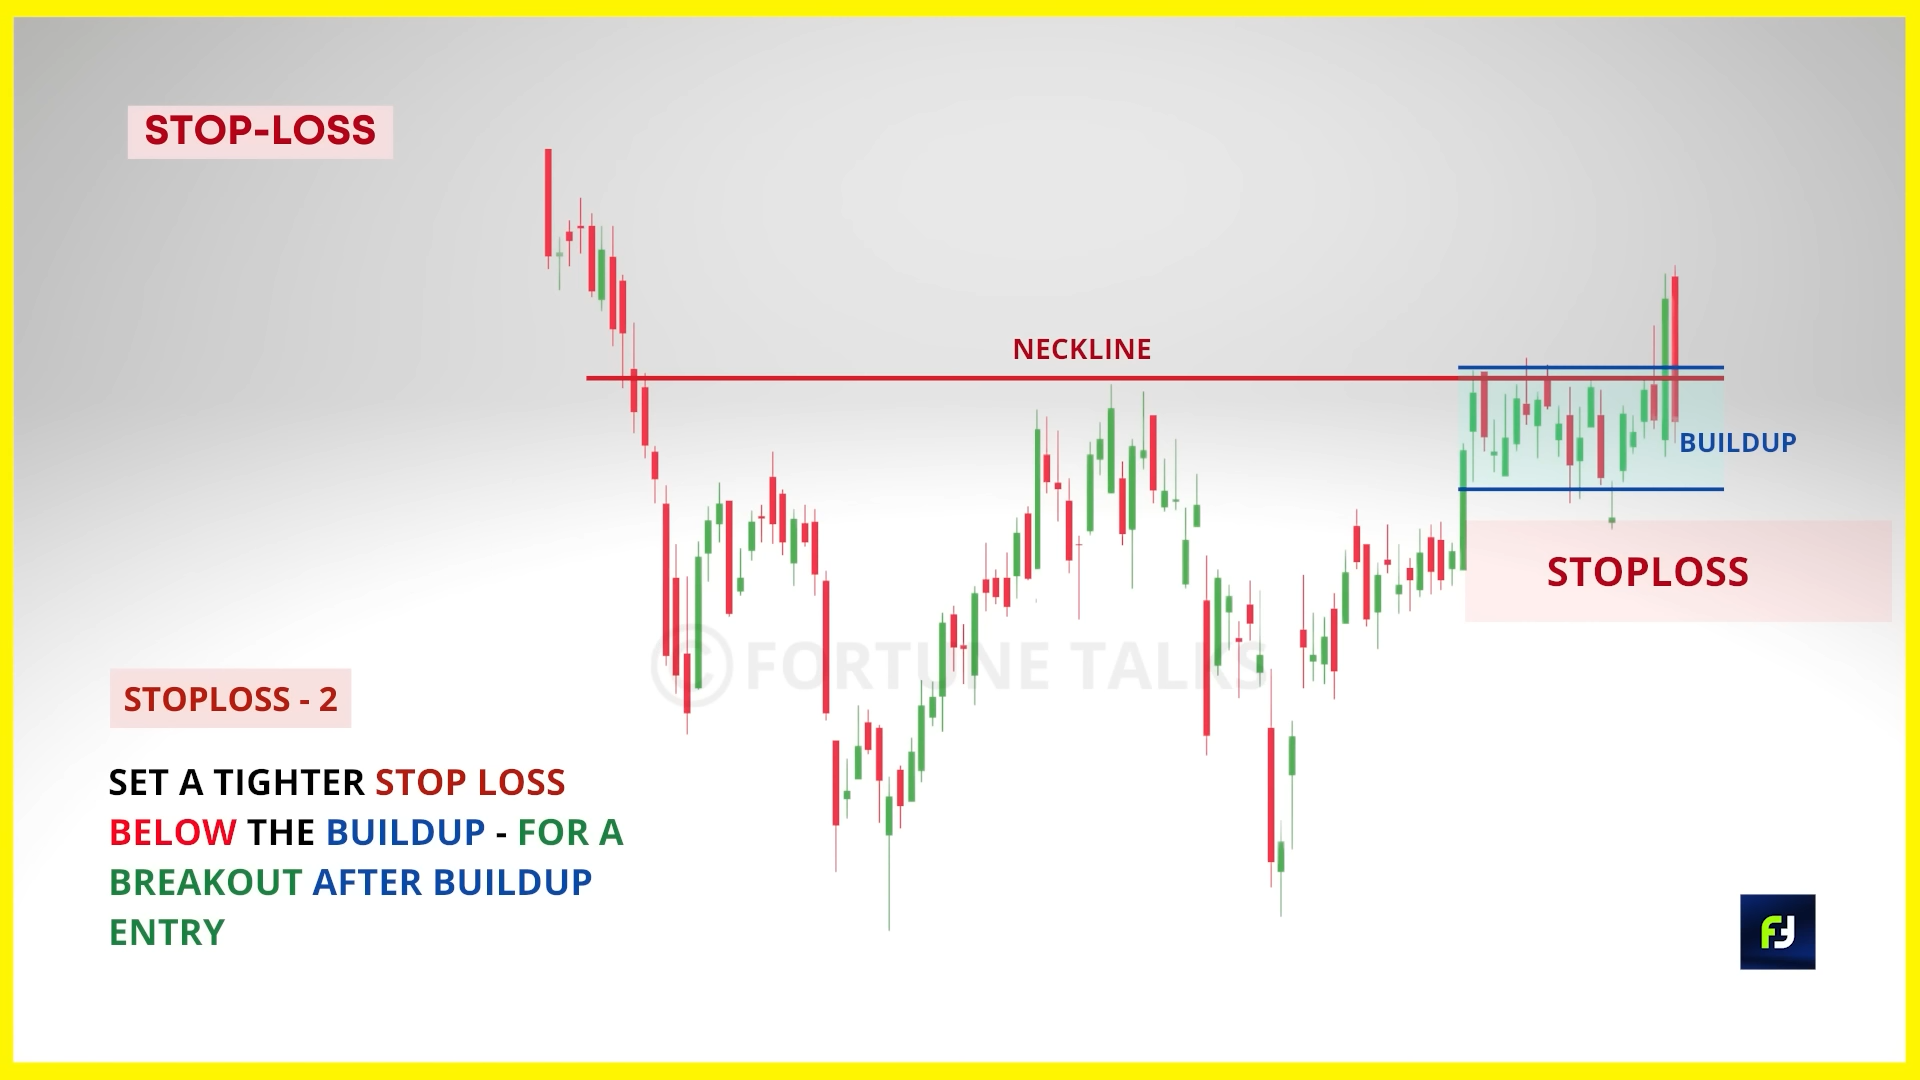 STOP-LOSS
NECKLINE
BUILDUP
STOPLOSS
© FORTUNE TALKS
STOPLOSS - 2
SET A TIGHTER STOP LOSS
BELOW THE BUILDUP - FOR A
BREAKOUT AFTER BUILDUP
ENTRY